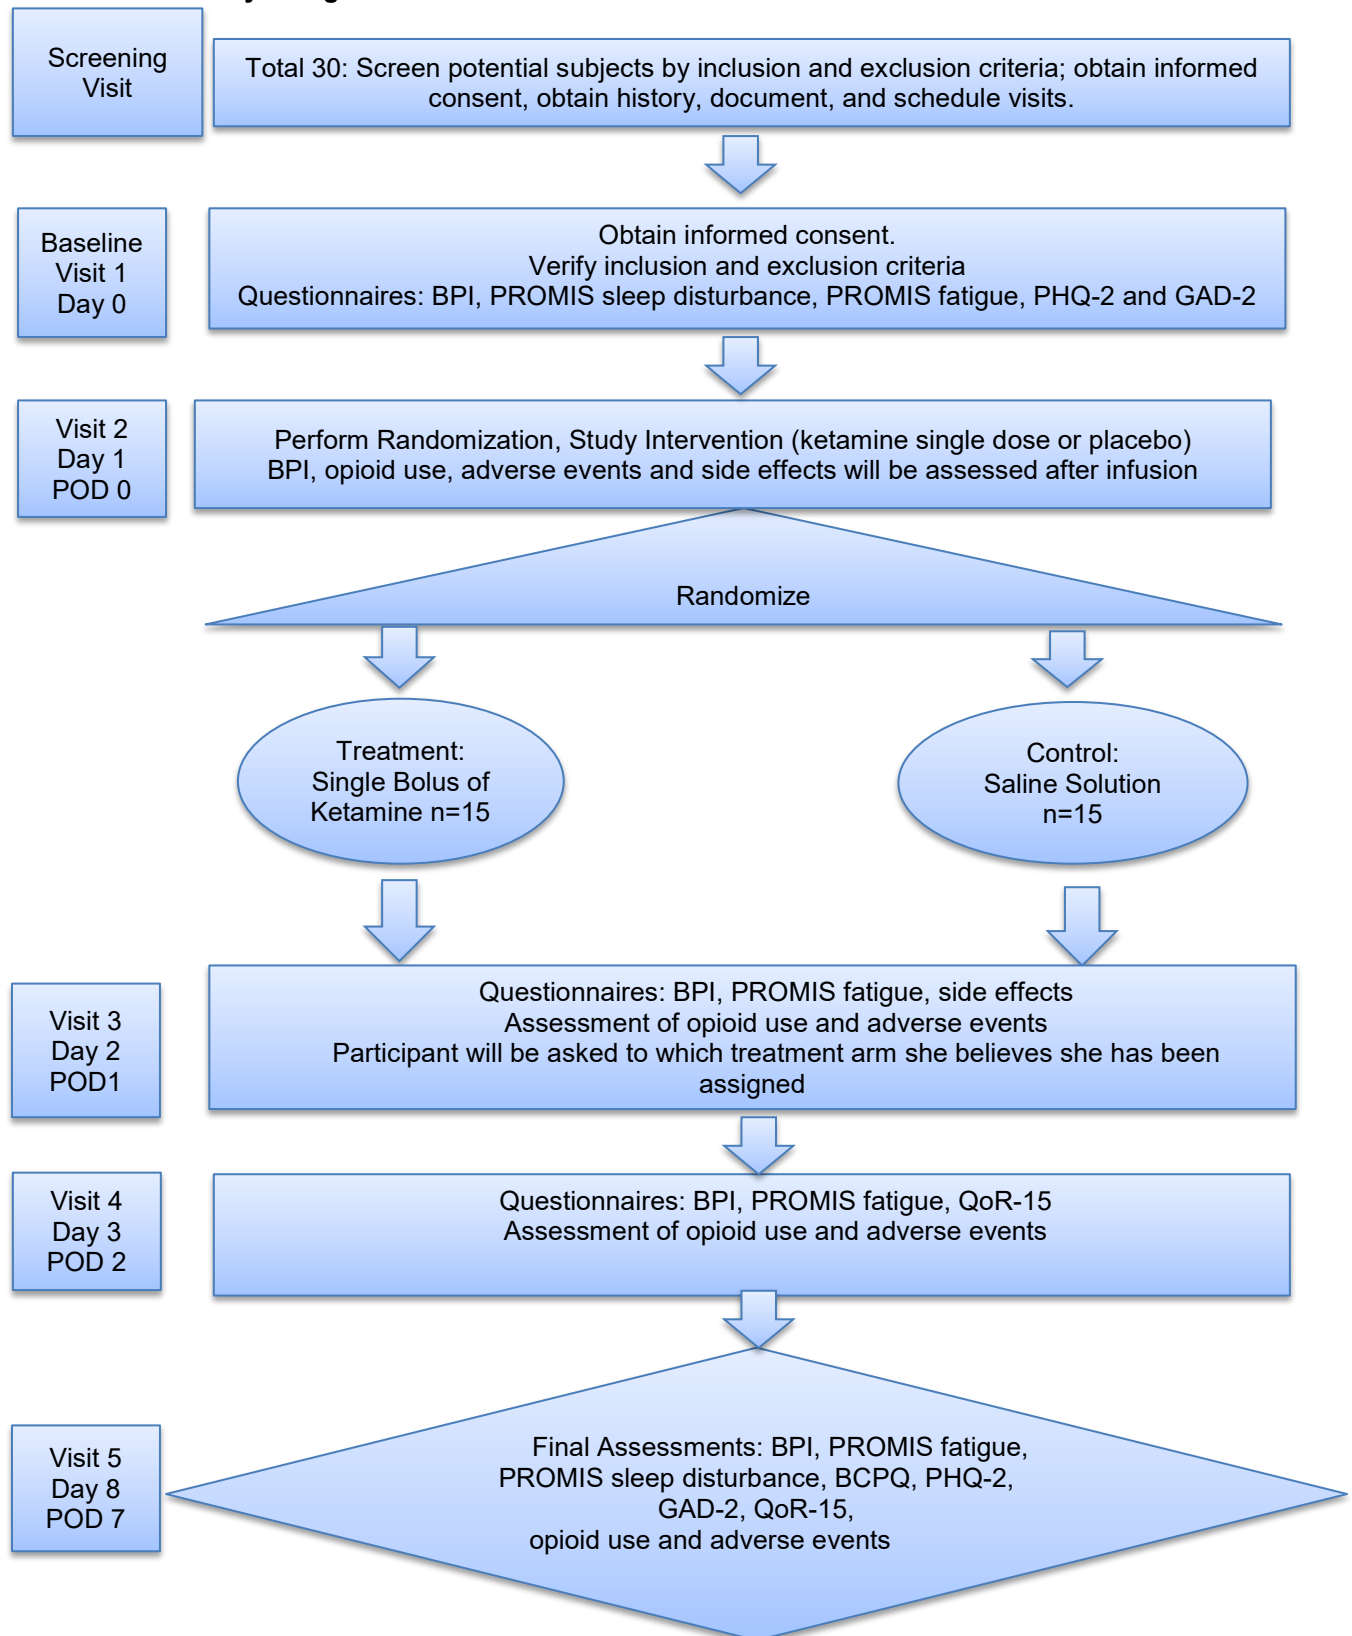 Screening
Visit
Total 30: Screen potential subjects by inclusion and exclusion criteria; obtain informed
consent, obtain history, document, and schedule visits.
Baseline
Visit 1
Day 0
Obtain informed consent.
Verify inclusion and exclusion criteria
Questionnaires: BPI, PROMIS sleep disturbance, PROMIS fatigue, PHQ-2 and GAD-2
Visit 2
Day 1
POD 0
Perform Randomization, Study Intervention (ketamine single dose or placebo)
BPI, opioid use, adverse events and side effects will be assessed after infusion
Randomize
Treatment:
Single Bolus of
Ketamine n=15
Control:
Saline Solution
n=15
Visit 3
Day 2
POD1
Questionnaires: BPI, PROMIS fatigue, side effects
Assessment of opioid use and adverse events
Participant will be asked to which treatment arm she believes she has been
assigned
Visit 4
Day 3
POD 2
Questionnaires: BPI, PROMIS fatigue, QoR-15
Assessment of opioid use and adverse events
Visit 5
Day 8
POD 7
Final Assessments: BPI, PROMIS fatigue,
PROMIS sleep disturbance, BCPQ, PHQ-2,
GAD-2, QoR-15,
opioid use and adverse events